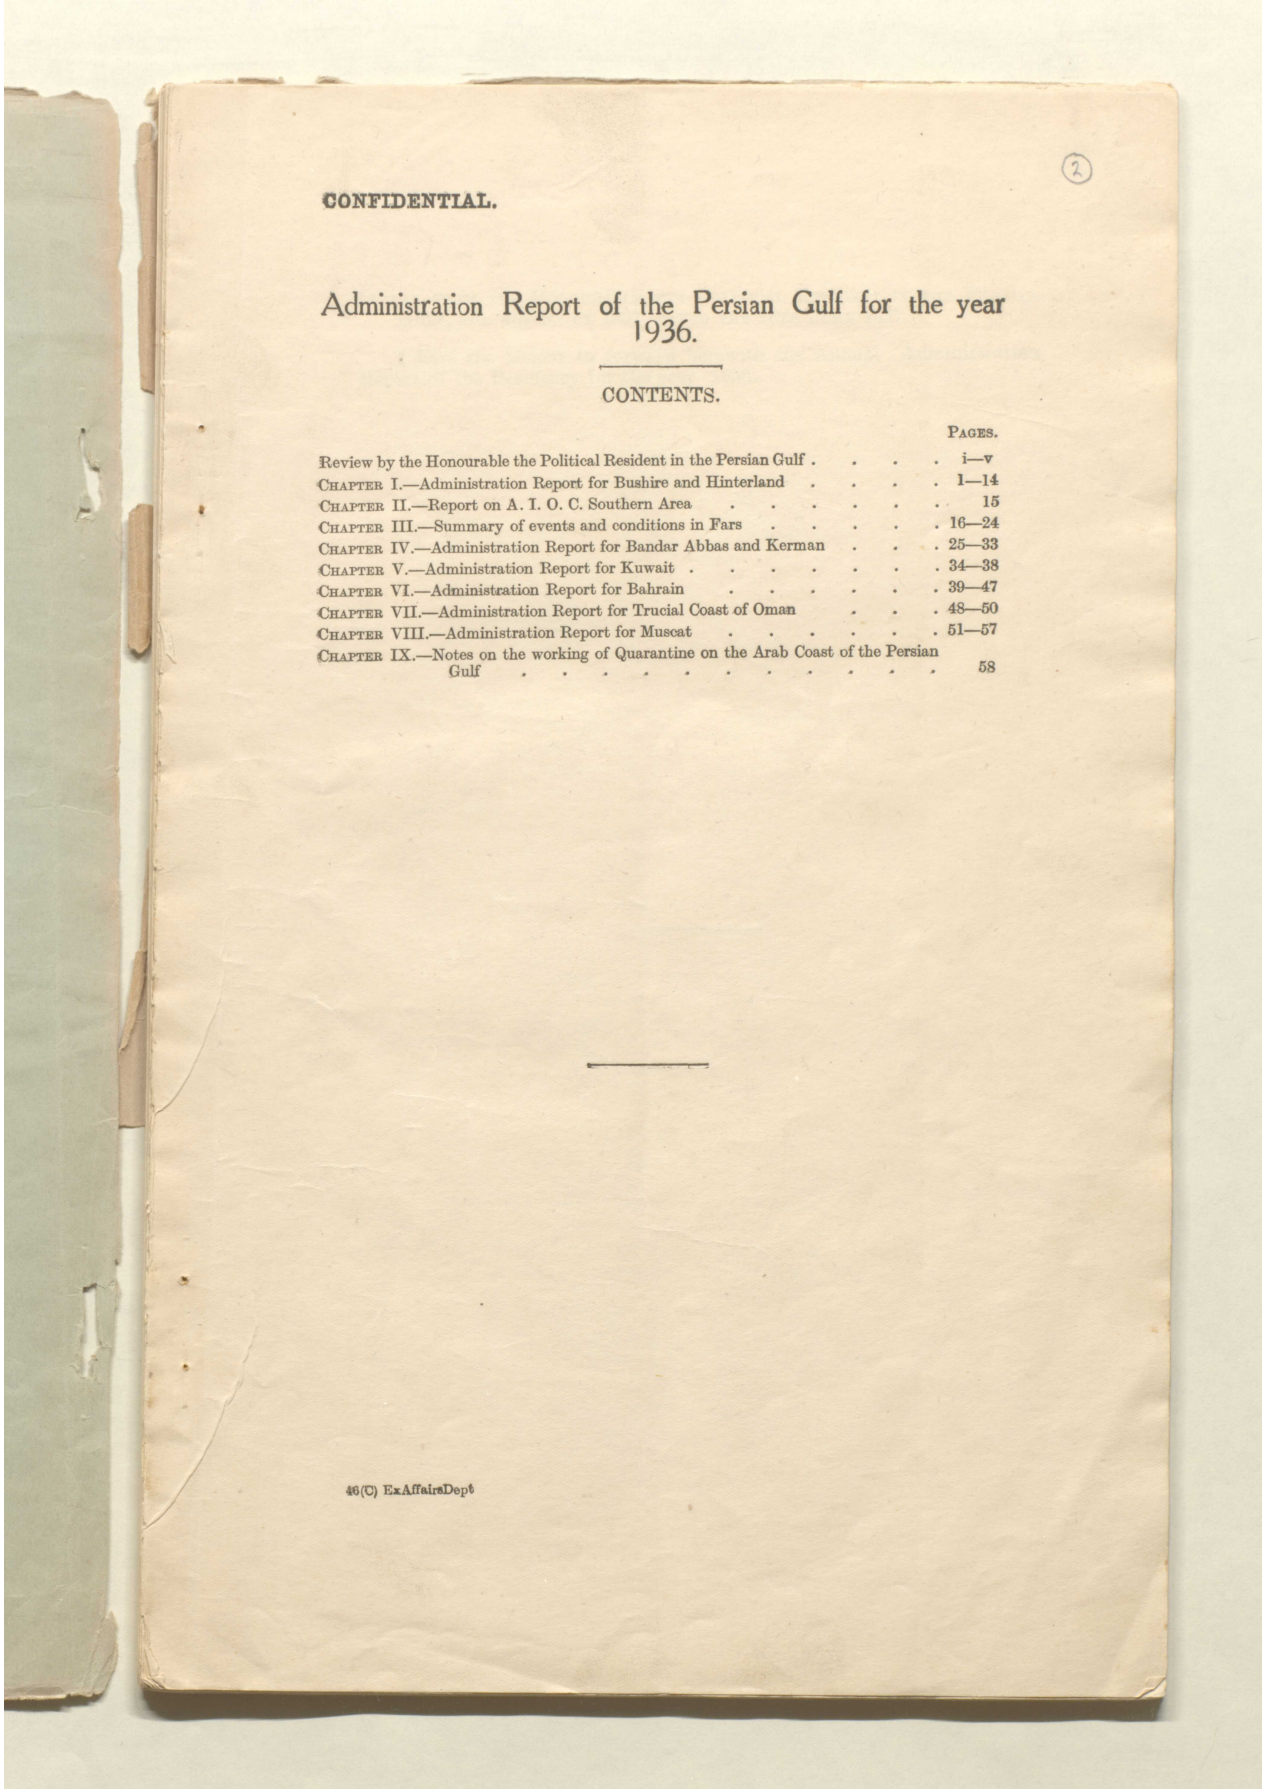 2
CONFIDENTIAL.
Administration Report of the Persian Gulf for the year
1936.
CONTENTS.
PAGES.
Review by the Honourable the Political Resident in the Persian Gulf . . . . . i—v
CHAPTER I.—Administration Report for Bushire and Hinterland . . . . 1—14
CHAPTER II.—Report on A. I. O. C. Southern Area . . . . . . 15
CHAPTER III.—Summary of events and conditions in Fars . . . . . 16—24
CHAPTER IV.—Administration Report for Bandar Abbas and Kerman . . . 25—33
CHAPTER V.—Administration Report for Kuwait . . . . . . . 34—38
CHAPTER VI.—Administration Report for Bahrain . . . . . . 39—47
CHAPTER VII.—Administration Report for Trucial Coast of Oman . . . 48—50
CHAPTER VIII.—Administration Report for Muscat . . . . . . 51—57
CHAPTER IX.—Notes on the working of Quarantine on the Arab Coast of the Persian
Gulf . . . . . . . . . . . 58
46(C) ExAffairsDept